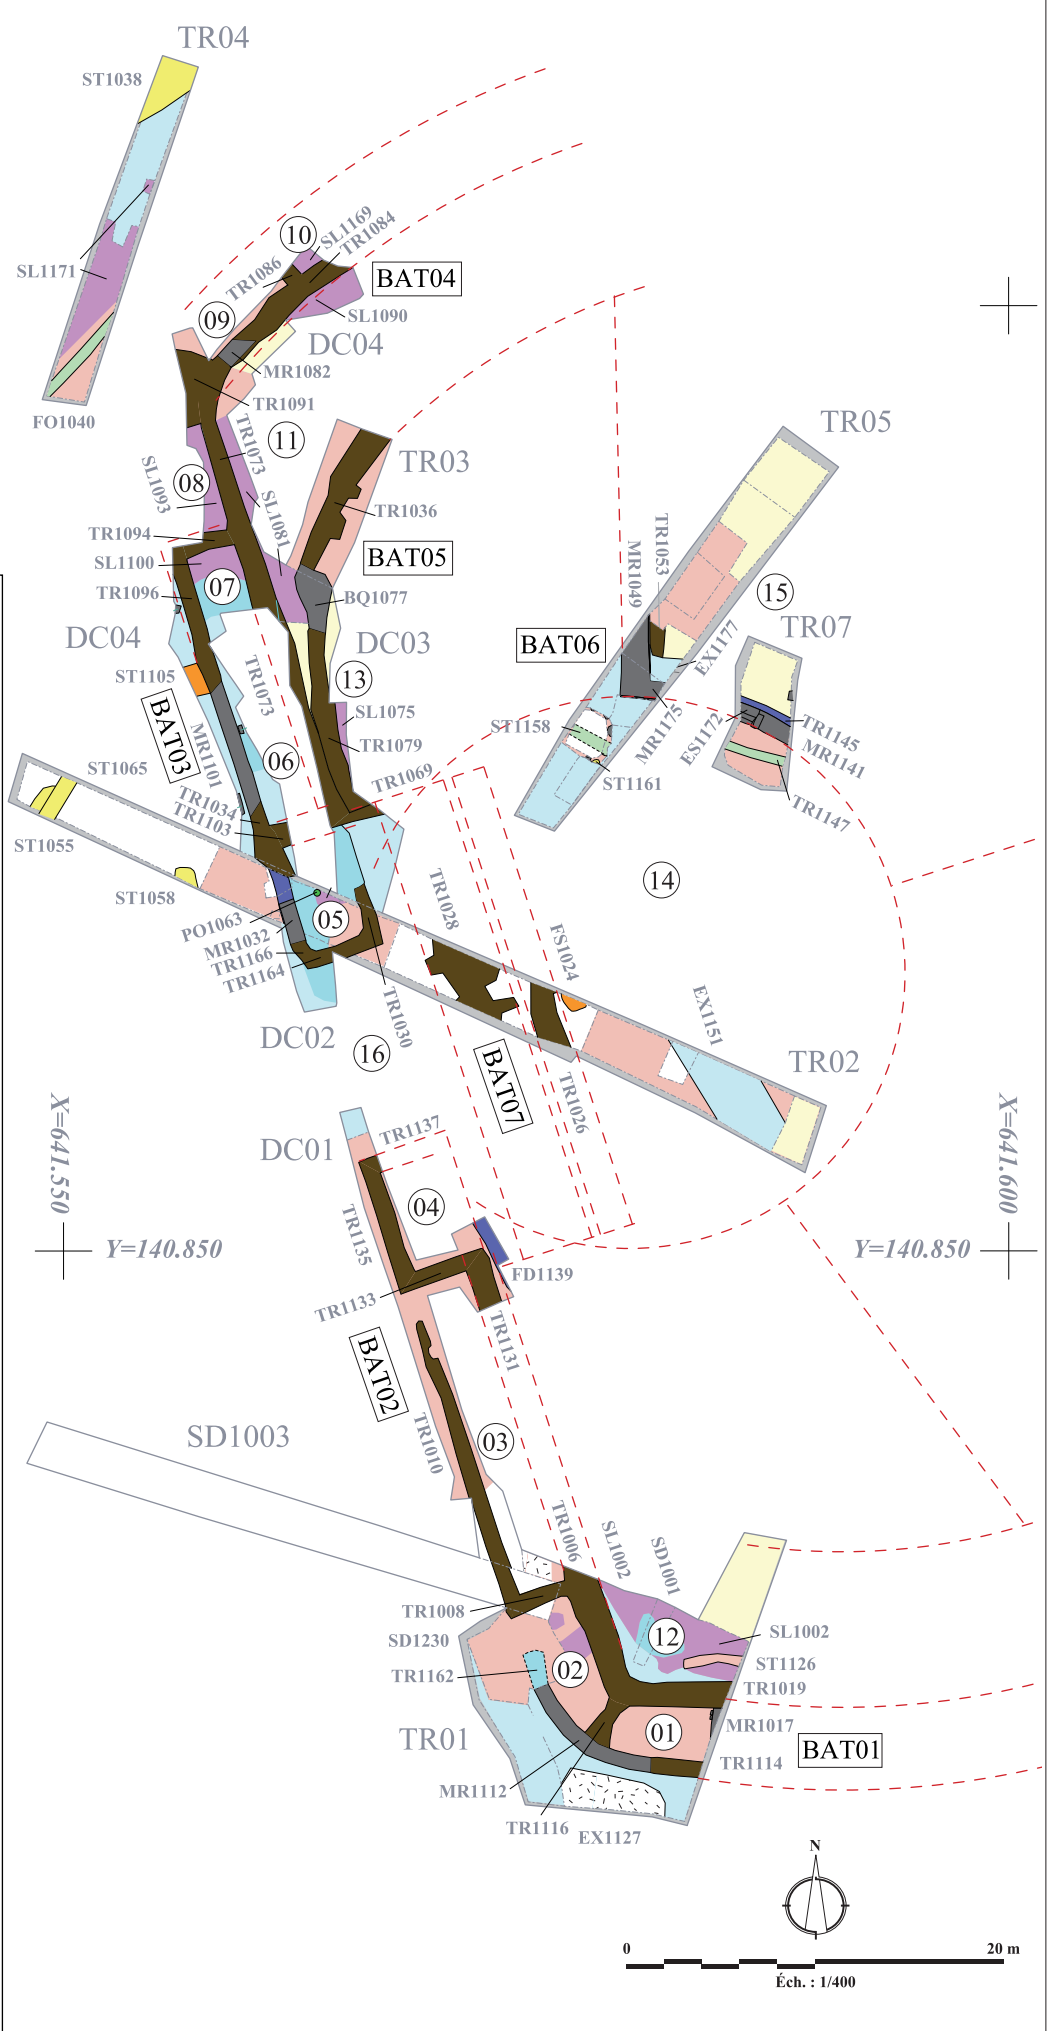 TR04
ST1038
SL1171
FO1040
10
SL1169
TR1084
TR1086
BAT04
09
SL1090
DC04
MR1082
TR1091
TR1073
11
TR03
08
SL1093
SL1081
TR1036
TR1094
BAT05
SL1100
TR1096
07
BQ1077
DC04
DC03
TR05
TR1053
MR1049
15
TR07
BAT06
EX1177
ST1105
TR1073
13
BAT03
SL1075
MR1101
06
TR1079
ST1158
MR1175
ES1172
TR1145
MR1141
ST1065
TR1069
ST1161
TR1034
TR1103
TR1147
ST1055
14
ST1058
TR1028
PO1063
05
MR1032
TR1166
TR1164
FS1024
EX1151
TR1030
DC02
16
BAT07
TR02
TR1026
X=641.550
X=641.600
DC01
TR1137
04
TR1135
Y=140.850
Y=140.850
FD1139
TR1133
TR1131
BAT02
TR1010
03
SD1003
TR1006
SL1002
SD1001
TR1008
12
SL1002
SD1230
ST1126
TR1162
02
TR1019
TR01
01
MR1017
BAT01
TR1114
MR1112
TR1116
EX1127
N
0
20 m
Éch. : 1/400